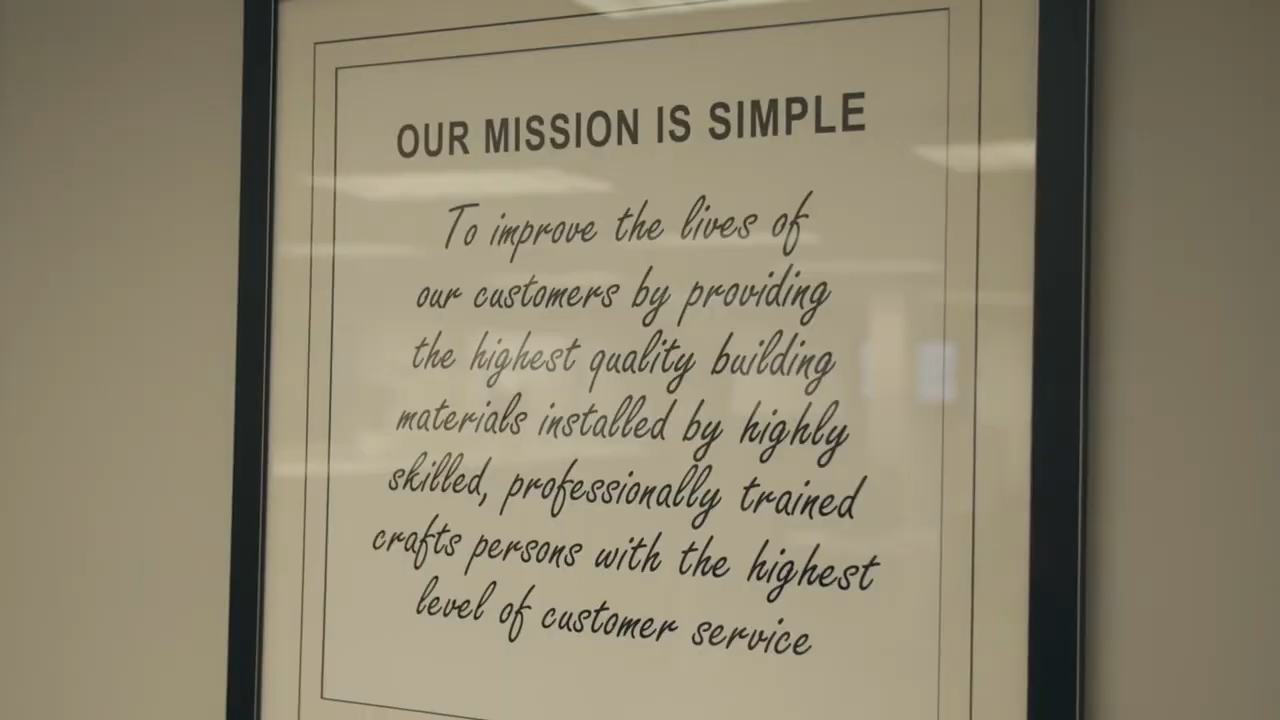 OUR MISSION IS SIMPLE
To improve the lives of
our customers by providing
the highest quality building
materials installed by highly
skilled, professionally trained
crafts persons with the highest
level of customer service